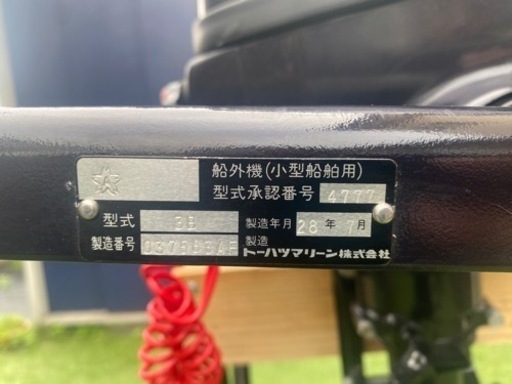 船外機(小型船舶用)
型式承認番号 4777
型式 3B
製造年月 28年 7月
製造番号
製造
トーハツマリーン株式会社